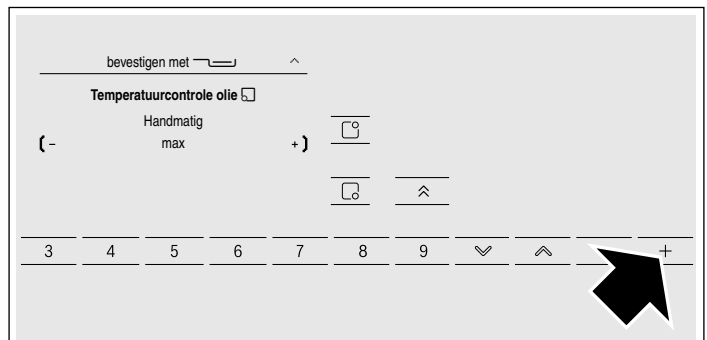 bevestigen met
Temperatuurcontrole olie
Handmatig
- max +
3 4 5 6 7 8 9 +